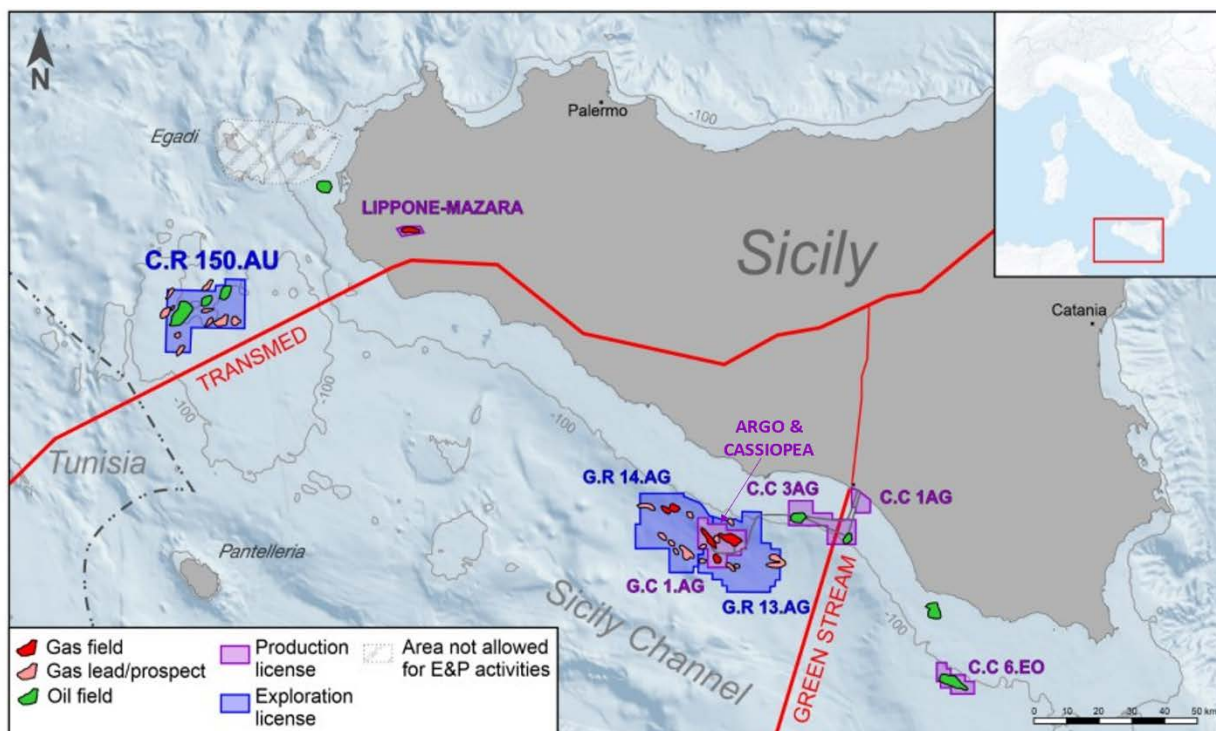 N
Egadi
Palermo
-100
LIPPONE-MAZARA
C.R 150.AU
Sicily
Catania
TRANSMED
-100
-100
-100
Tunisia
ARGO &
CASSIOPEA
G.R 14.AG
C.C 3AG
C.C 1AG
Pantelleria
G.C 1.AG
G.R 13.AG
Sicily Channel
GREEN STREAM
-100
C.C 6.EO
Gas field
Gas lead/prospect
Oil field
Production
license
Exploration
license
Area not allowed
for E&P activities
0 10 20 30 40 50 km